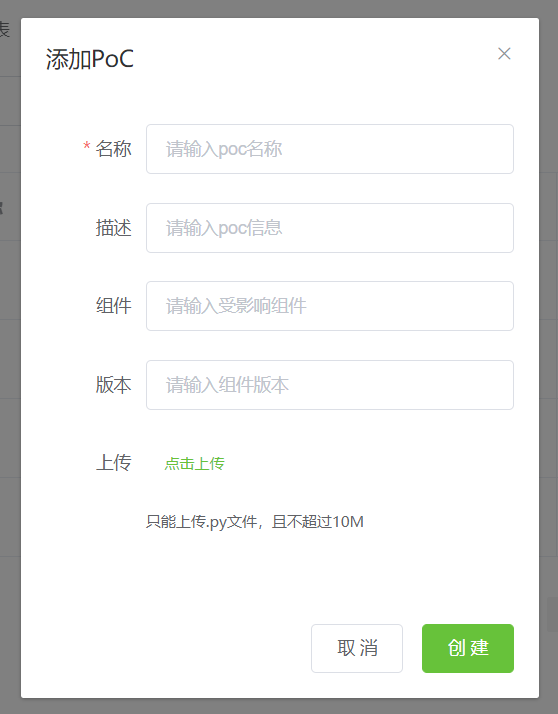 添加PoC
* 名称 请输入poc名称
描述 请输入poc信息
组件 请输入受影响组件
版本 请输入组件版本
上传 点击上传
只能上传.py文件，且不超过10M
取消 创建